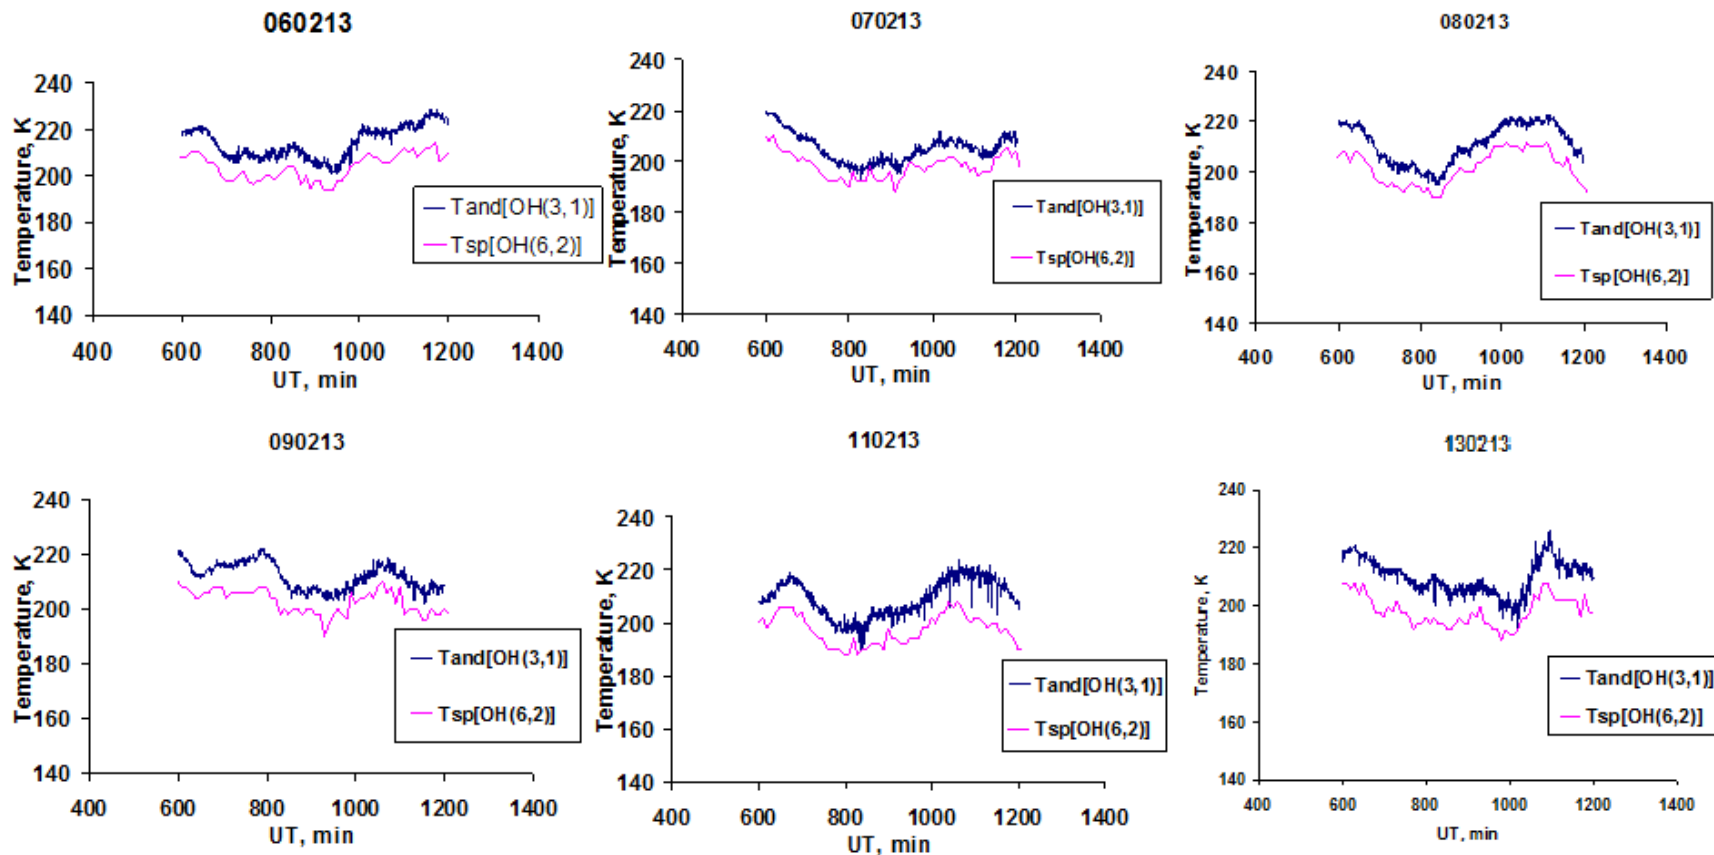 060213
240
220
200
180
160
140
400 600 800 1000 1200 1400
Temperature, K
UT, min
Tand[OH(3,1)]
Tsp[OH(6,2)]
070213
240
220
200
180
160
140
400 600 800 1000 1200 1400
Temperature, K
UT, min
Tand[OH(3,1)]
Tsp[OH(6,2)]
080213
240
220
200
180
160
140
400 600 800 1000 1200 1400
Temperature, K
UT, min
Tand[OH(3,1)]
Tsp[OH(6,2)]
090213
240
220
200
180
160
140
400 600 800 1000 1200 1400
Temperature, K
UT, min
Tand[OH(3,1)]
Tsp[OH(6,2)]
110213
240
220
200
180
160
140
400 600 800 1000 1200 1400
Temperature, K
UT, min
Tand[OH(3,1)]
Tsp[OH(6,2)]
130213
240
220
200
180
160
140
400 600 800 1000 1200 1400
Temperature, K
UT, min
Tand[OH(3,1)]
Tsp[OH(6,2)]